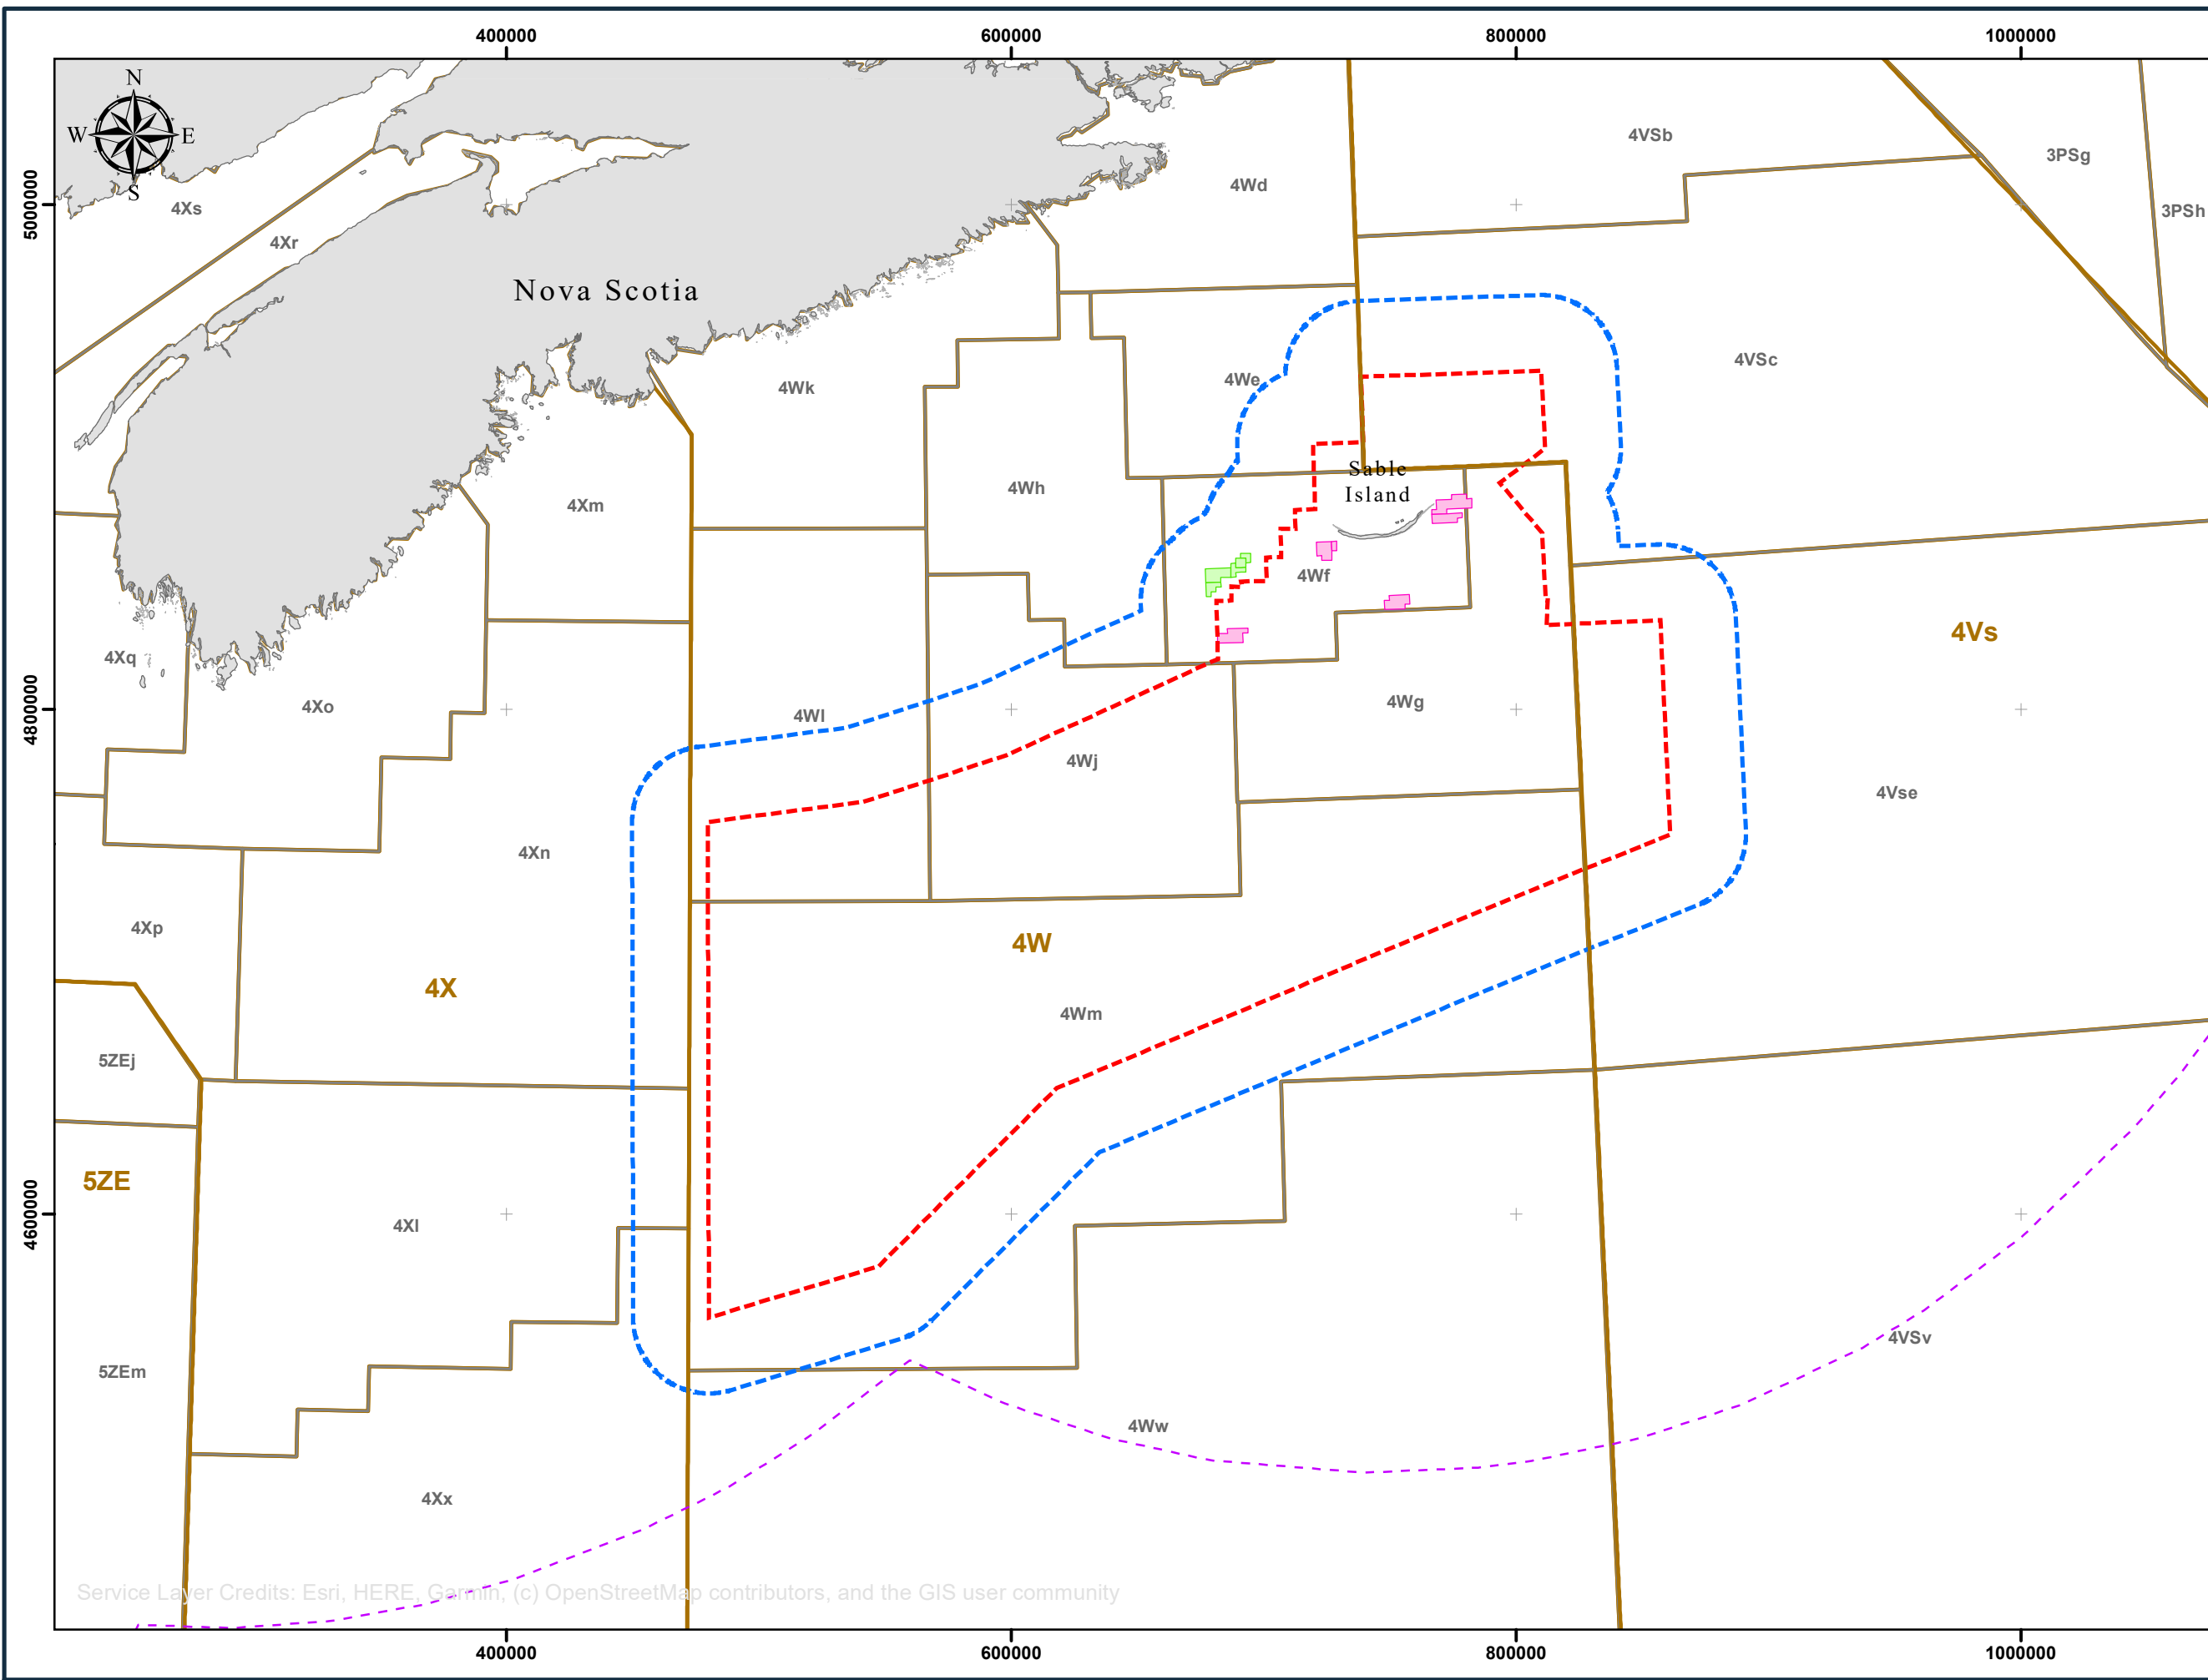 400000
600000
800000
1000000
N
W
E
S
5000000
4800000
4600000
4VSb
3PSg
3PSh
4Wd
4Xs
4Xr
Nova Scotia
4VSc
4We
4Wk
Sable
Island
4Wh
4Xm
4Wf
4Vs
4Xq
4Xo
4Wl
4Wg
4Wj
4Vse
4Xn
4Xp
4W
4X
4Wm
5ZEj
5ZE
4Xl
4VSv
5ZEm
4Ww
4Xx
Service Layer Credits: Esri, HERE, Garmin, (c) OpenStreetMap contributors, and the GIS user community
400000
600000
800000
1000000